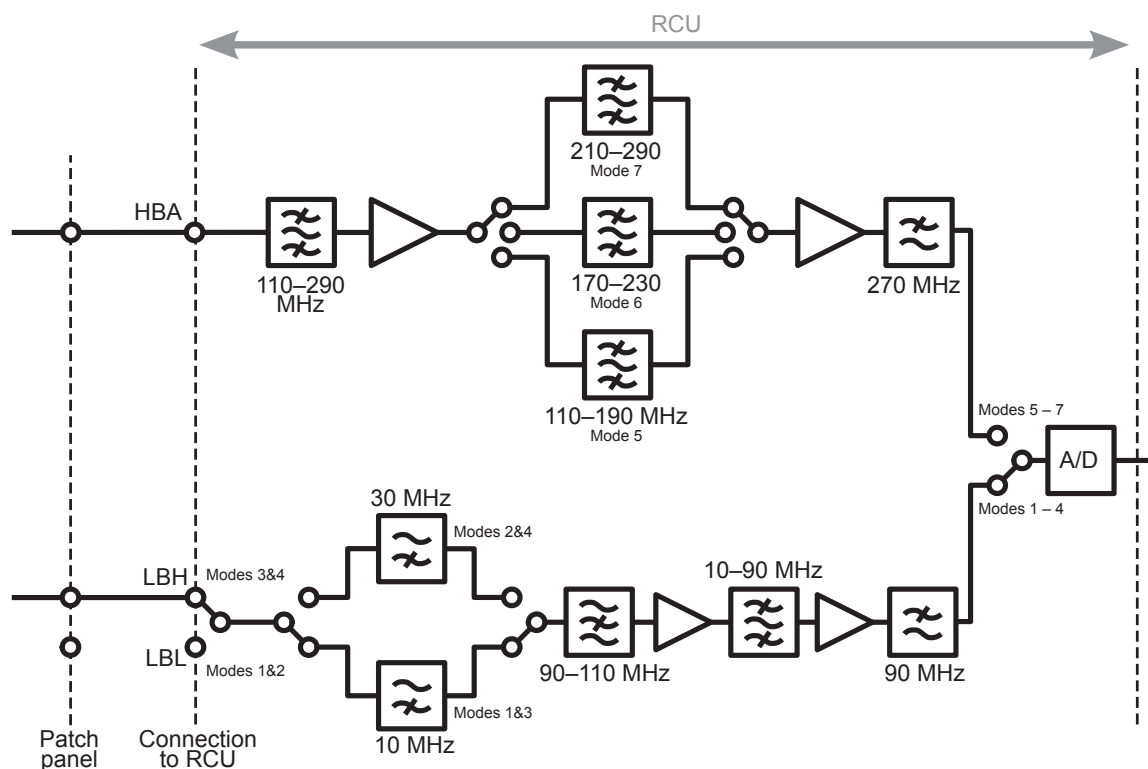 RCU
210–290
Mode 7
HBA
110–290
MHz
170–230
Mode 6
270 MHz
110–190 MHz
Mode 5
Modes 5 – 7
A/D
Modes 1 – 4
30 MHz
Modes 2&4
LBH
Modes 3&4
10–90 MHz
LBL
Modes 1&2
90–110 MHz
90 MHz
Modes 1&3
10 MHz
Patch
panel
Connection
to RCU